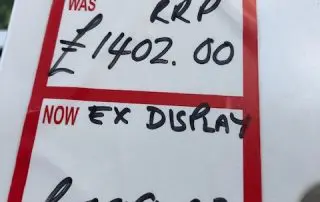 WAS RRP
£1402.00
NOW EX DISPLAY